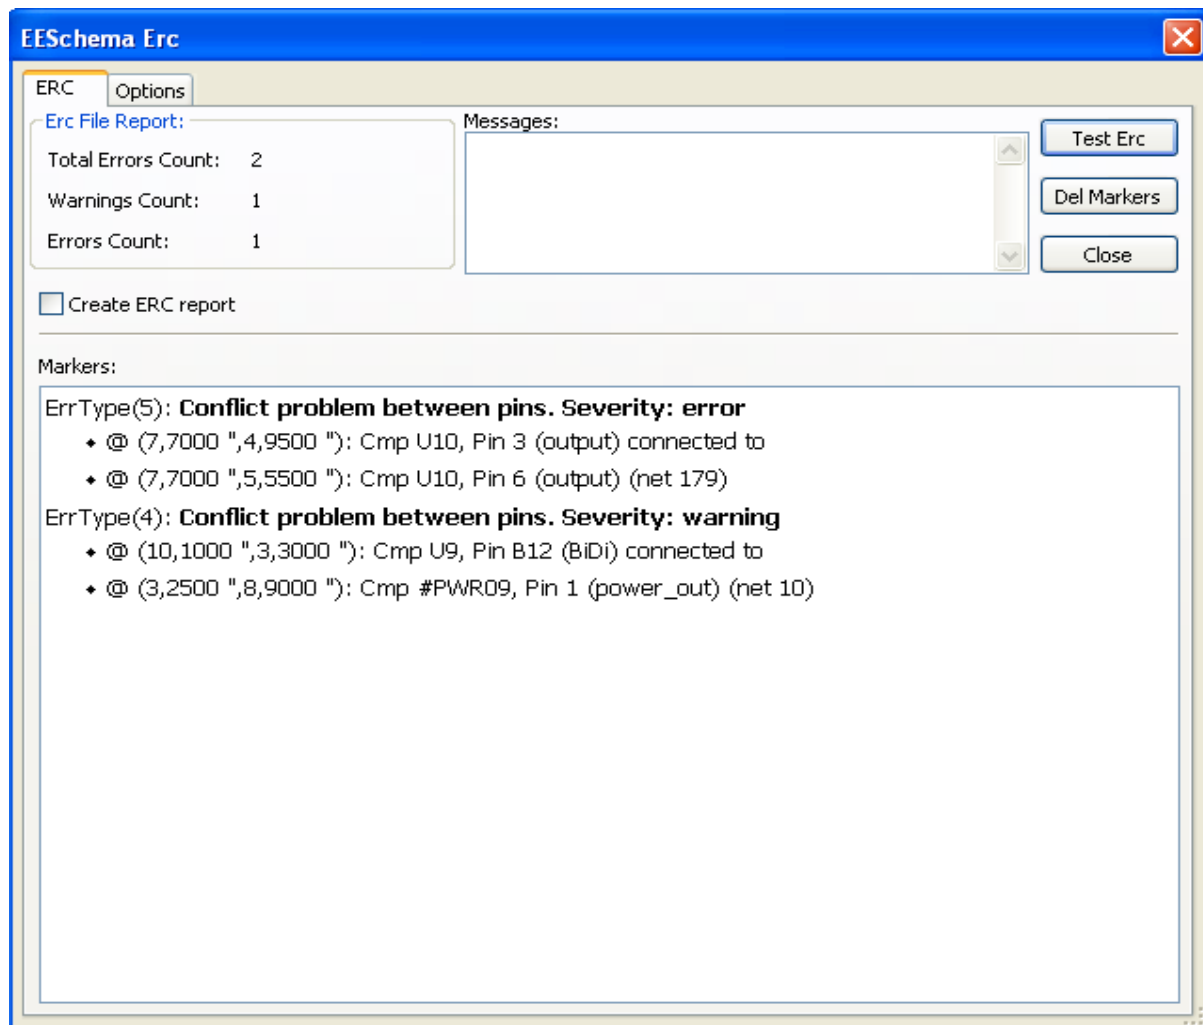 EESchema Erc
ERC
Options
Erc File Report:
Total Errors Count: 2
Warnings Count: 1
Errors Count: 1
Messages:
Test Erc
Del Markers
Close
Create ERC report
Markers:
ErrType(5): Conflict problem between pins. Severity: error
@ (7,7000 ",4,9500 "): Cmp U10, Pin 3 (output) connected to
@ (7,7000 ",5,5500 "): Cmp U10, Pin 6 (output) (net 179)
ErrType(4): Conflict problem between pins. Severity: warning
@ (10,1000 ",3,3000 "): Cmp U9, Pin B12 (BiDi) connected to
@ (3,2500 ",8,9000 "): Cmp #PWR09, Pin 1 (power_out) (net 10)